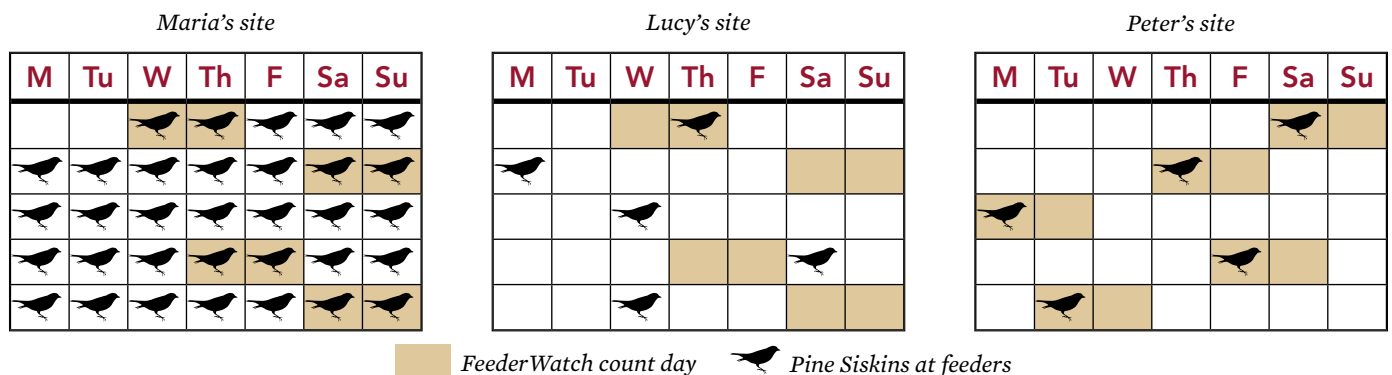 Maria's site
Lucy's site
Peter's site
M Tu W Th F Sa Su
M Tu W Th F Sa Su
M Tu W Th F Sa Su
FeederWatch count day
Pine Siskins at feeders